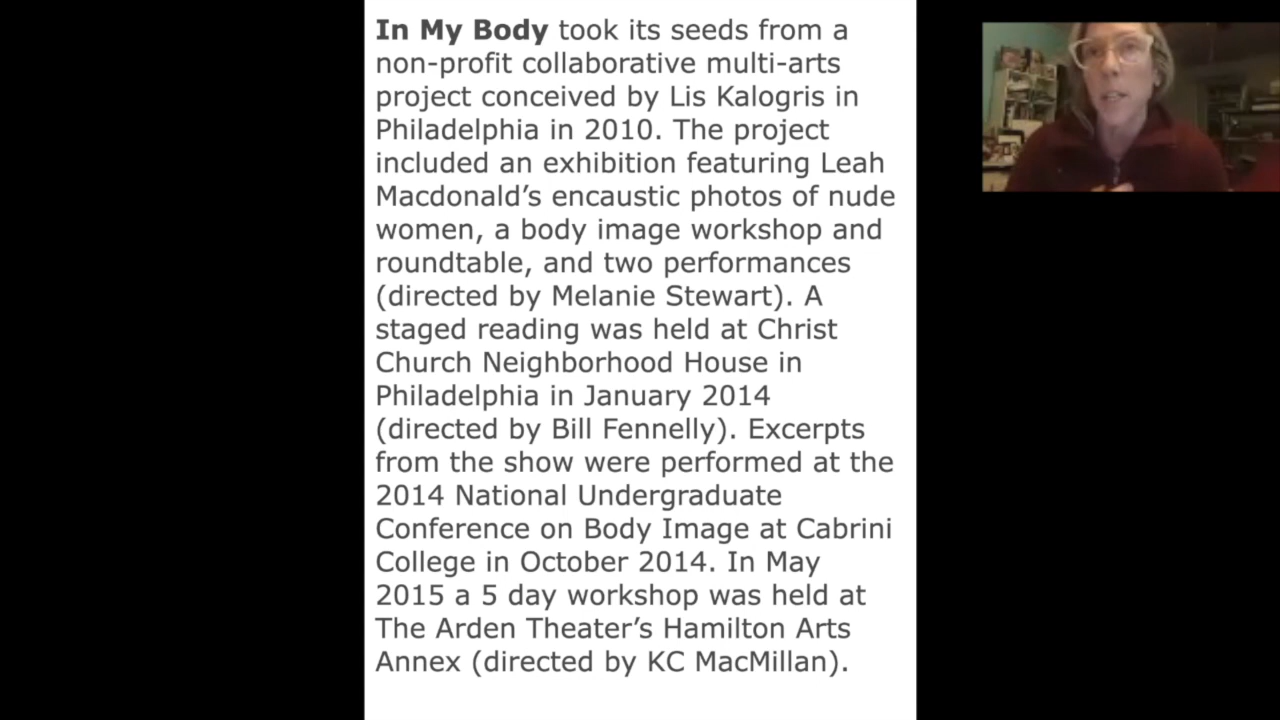 In My Body took its seeds from a
non-profit collaborative multi-arts
project conceived by Lis Kalogris in
Philadelphia in 2010. The project
included an exhibition featuring Leah
Macdonald’s encaustic photos of nude
women, a body image workshop and
roundtable, and two performances
(directed by Melanie Stewart). A
staged reading was held at Christ
Church Neighborhood House in
Philadelphia in January 2014
(directed by Bill Fennelly). Excerpts
from the show were performed at the
2014 National Undergraduate
Conference on Body Image at Cabrini
College in October 2014. In May
2015 a 5 day workshop was held at
The Arden Theater’s Hamilton Arts
Annex (directed by KC MacMillan).